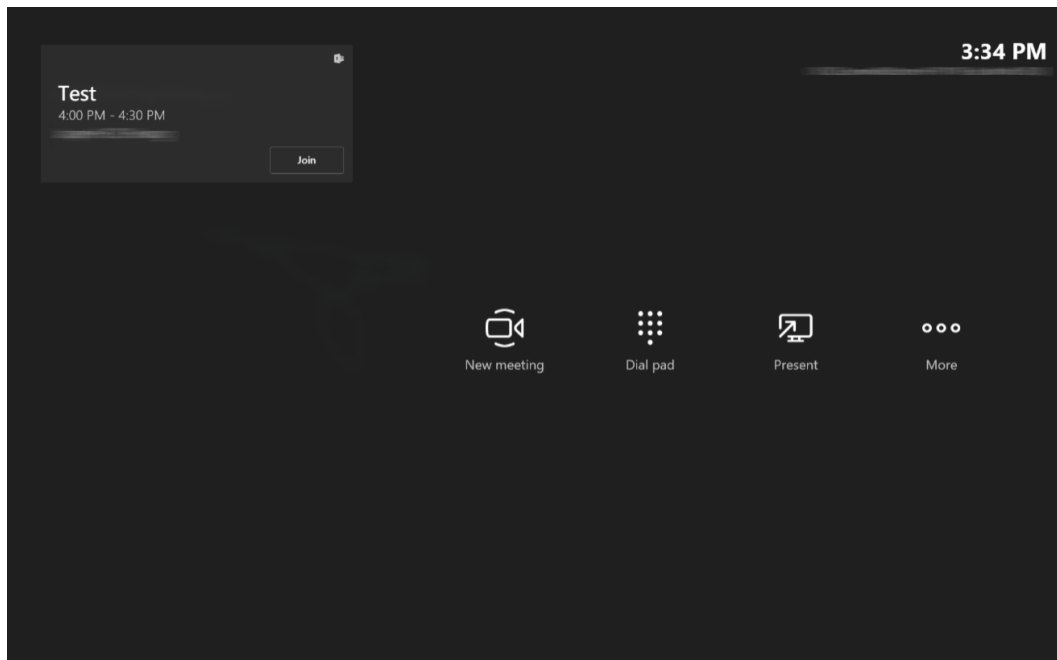 3:34 PM
Test
4:00 PM - 4:30 PM
Join
New meeting
Dial pad
Present
More